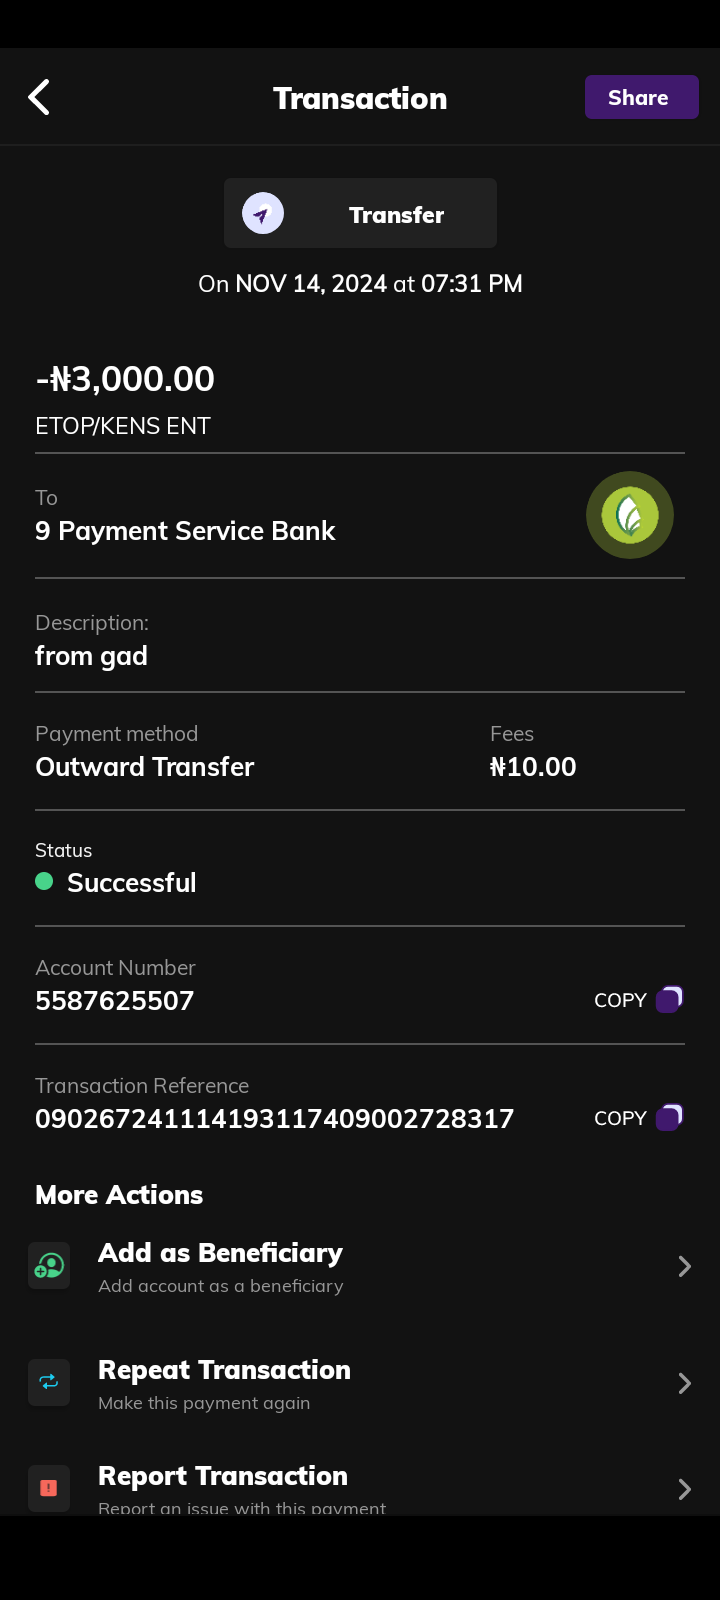 Transaction
Share
Transfer
On NOV 14, 2024 at 07:31 PM
-₦3,000.00
ETOP/KENS ENT
To
9 Payment Service Bank
Description:
from gad
Payment method
Fees
Outward Transfer
₦10.00
Status
Successful
Account Number
5587625507
COPY
Transaction Reference
090267241114193117409002728317
COPY
More Actions
Add as Beneficiary
Add account as a beneficiary
Repeat Transaction
Make this payment again
Report Transaction
Report an issue with this payment